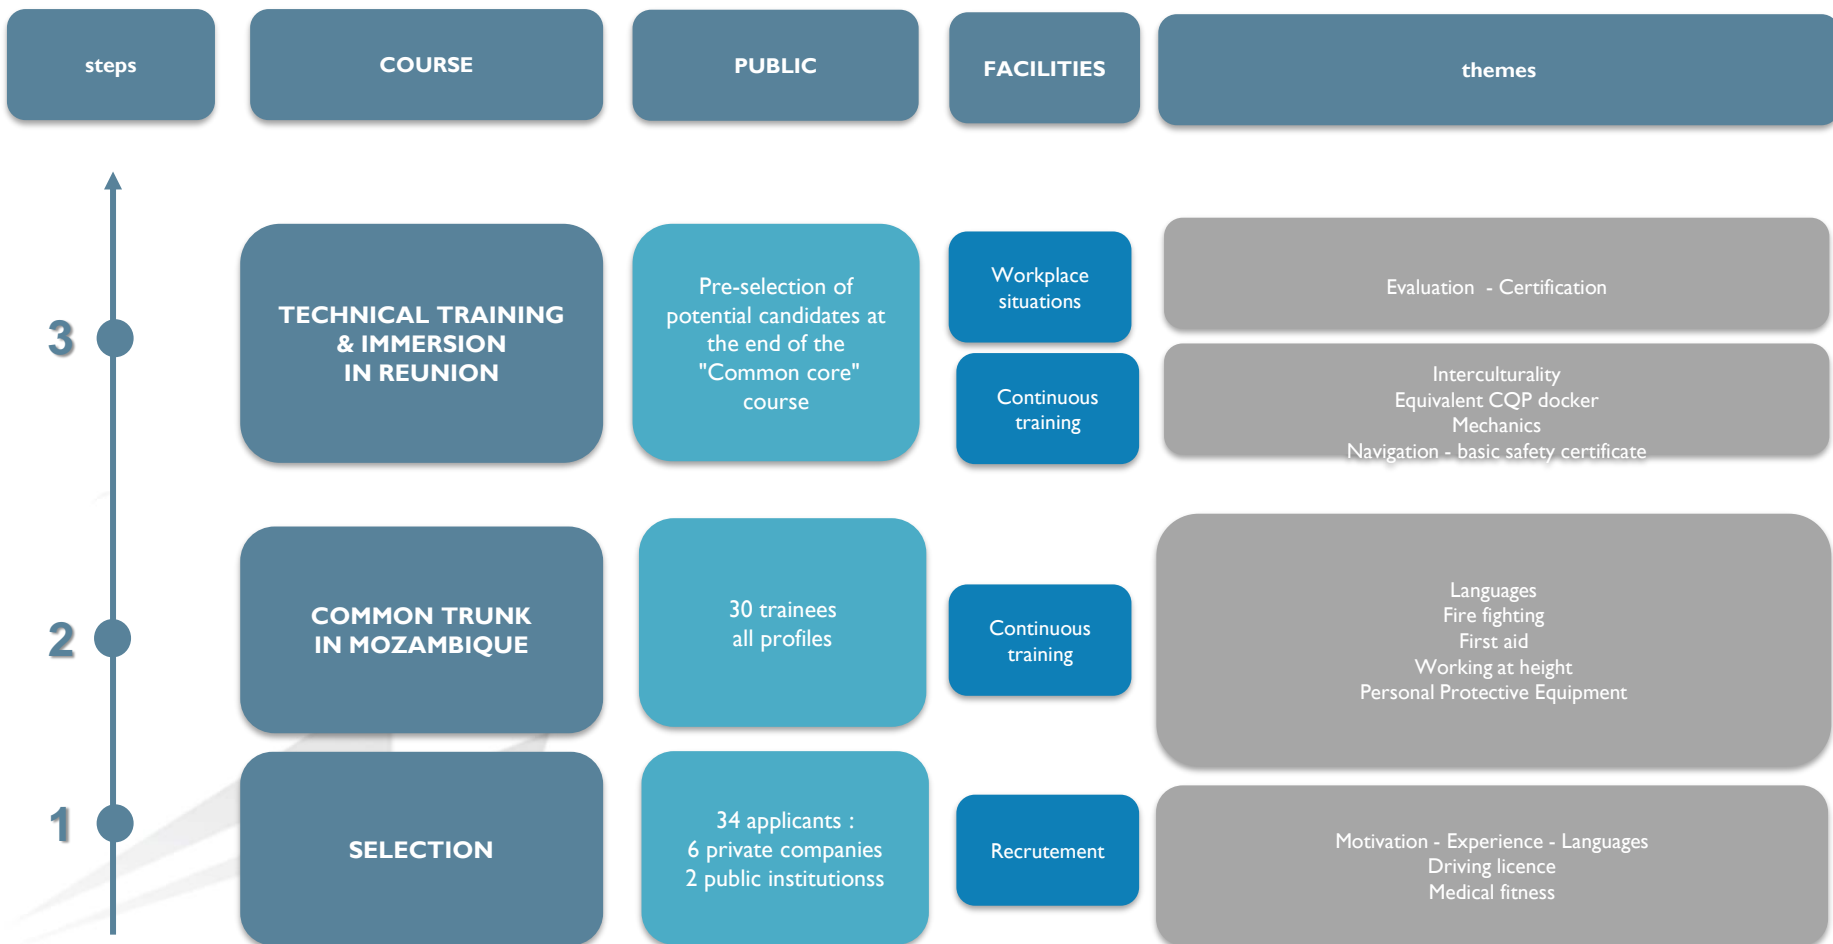 steps
COURSE
PUBLIC
FACILITIES
themes
3
TECHNICAL TRAINING
& IMMERSION
IN REUNION
Pre-selection of
potential candidates at
the end of the
"Common core"
course
Workplace
situations
Evaluation - Certification
Continuous
training
Interculturality
Equivalent CQP docker
Mechanics
Navigation - basic safety certificate
2
COMMON TRUNK
IN MOZAMBIQUE
30 trainees
all profiles
Continuous
training
Languages
Fire fighting
First aid
Working at height
Personal Protective Equipment
1
SELECTION
34 applicants :
6 private companies
2 public institutionss
Recrutement
Motivation - Experience - Languages
Driving licence
Medical fitness